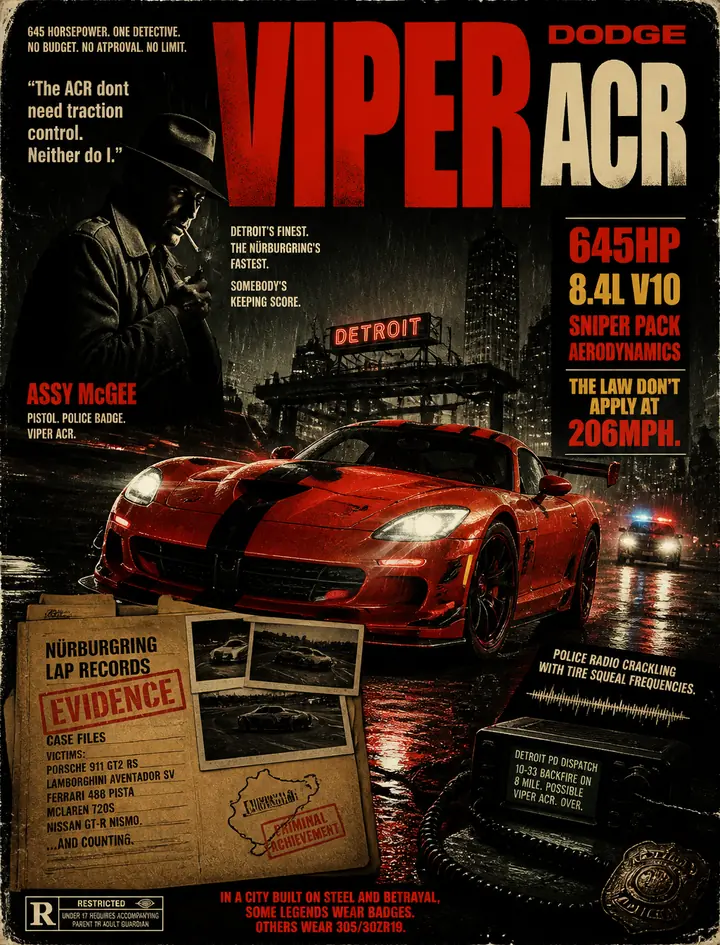 645 HORSEPOWER. ONE DETECTIVE.
NO BUDGET. NO ATPROVAL. NO LIMIT.
VIPER
DODGE
ACR
“The ACR dont
need traction
control.
Neither do I.”
DETROIT'S FINEST.
THE NÜRBURGRING'S
FASTEST.
SOMEBODY'S
KEEPING SCORE.
645HP
8.4L V10
SNIPER PACK
AERODYNAMICS
THE LAW DON'T
APPLY AT
206MPH.
DETROIT
ASSY McGEE
PISTOL. POLICE BADGE.
VIPER ACR.
NÜRBURGRING
LAP RECORDS
EVIDENCE
CASE FILES
VICTIMS:
PORSCHE 911 GT2 RS
LAMBORGHINI AVENTADOR SV
FERRARI 488 PISTA
MCLAREN 720S
NISSAN GT-R NISMO.
...AND COUNTING.
CRIMINAL
ACHIEVEMENT
POLICE RADIO CRACKLING
WITH TIRE SQUEAL FREQUENCIES.
DETROIT PD DISPATCH
10-33 BACKFIRE ON
8 MILE. POSSIBLE
VIPER ACR. OVER.
R
RESTRICTED
UNDER 17 REQUIRES ACCOMPANYING
PARENT TR ADULT GUARDIAN
IN A CITY BUILT ON STEEL AND BETRAYAL,
SOME LEGENDS WEAR BADGES.
OTHERS WEAR 305/30ZR19.